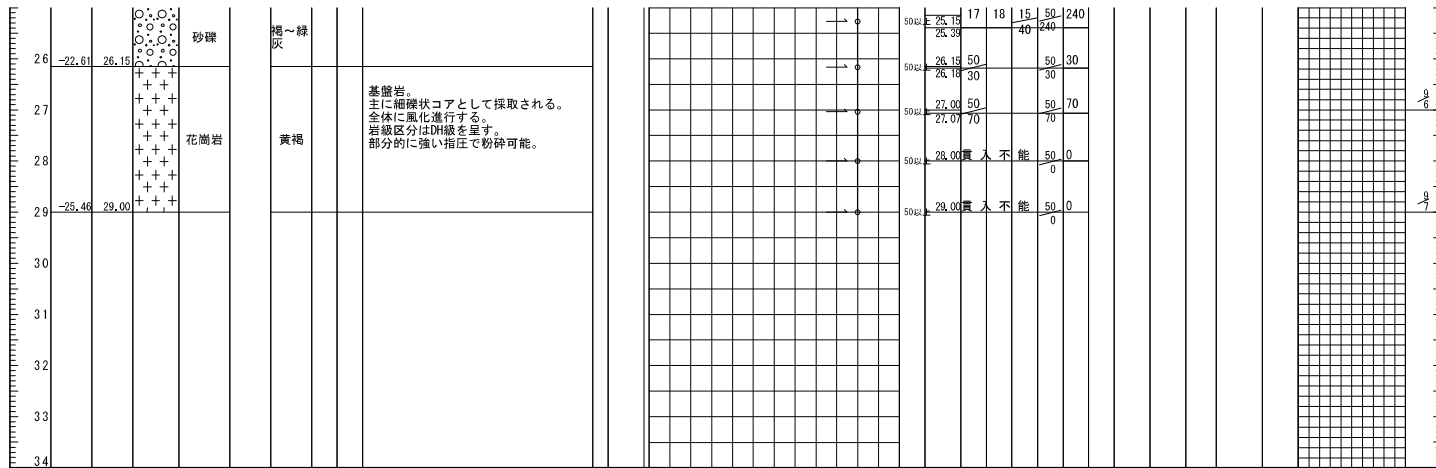 砂礫
褐～緑
灰
50以上 25.15 17 18 15 50 240
25.39 40 240
26 -22.61 26.15
50以上 26.15 50 50 30
26.18 30 30
基盤岩。
主に細礫状コアとして採取される。
全体に風化進行する。
岩級区分はDH級を呈す。
部分的に強い指圧で粉砕可能。
花崗岩
黄褐
27
50以上 27.00 50 50 70
27.07 70 70
9
6
28
50以上 28.00 貫入不能 50 0
0
29 -25.46 29.00
50以上 29.00 貫入不能 50 0
0
9
7
30
31
32
33
34